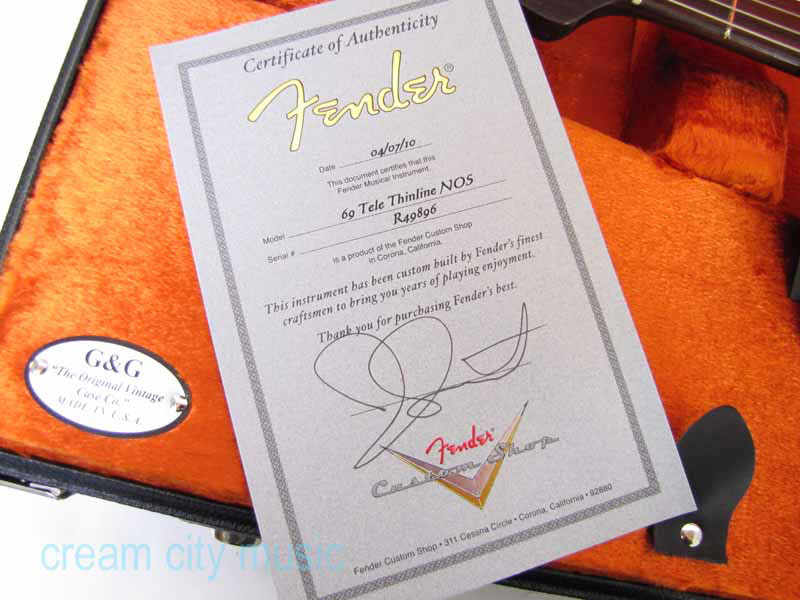 Certificate of Authenticity
Fender®
Date 04/07/10
This document certifies that this
Fender Musical Instrument.
Model 69 Tele Thinline NOS
Serial # R49896
is a product of the Fender Custom Shop
in Corona, California.
This instrument has been custom built by Fender's finest
craftsmen to bring you years of playing enjoyment.
Thank you for purchasing Fender's best.
Fender
Custom Shop
Fender Custom Shop • 311 Cessna Circle • Corona, California • 92880
G&G
"The Original Vintage
Case Co."
MADE IN U.S.A.
cream city music